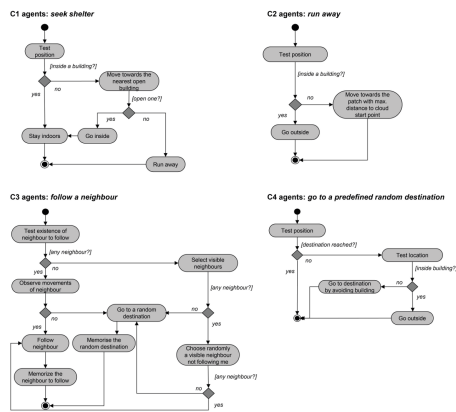 C1 agents: seek shelter
Test
position
[inside a building?]
no
yes
Move towards the
nearest open
building
[open one?]
yes
no
Stay indoors
Go inside
Run away
C2 agents: run away
Test position
[inside a building?]
no
yes
Move towards the
patch with max.
distance to cloud
start point
Go outside
C3 agents: follow a neighbour
Test existence of
neighbour to follow
[any neighbour?]
no
yes
Select visible
neighbours
Observe movements
of neighbour
[any neighbour?]
no
yes
Go to a random
destination
no
yes
Follow
neighbour
Memorise the
random destination
Choose randomly
a visible neighbour
not following me
Memorize the
neighbour to follow
[any neighbour?]
no
yes
C4 agents: go to a predefined random destination
Test position
[destination reached?]
no
yes
Test location
[inside building?]
no
yes
Go to destination
by avoiding building
Go outside